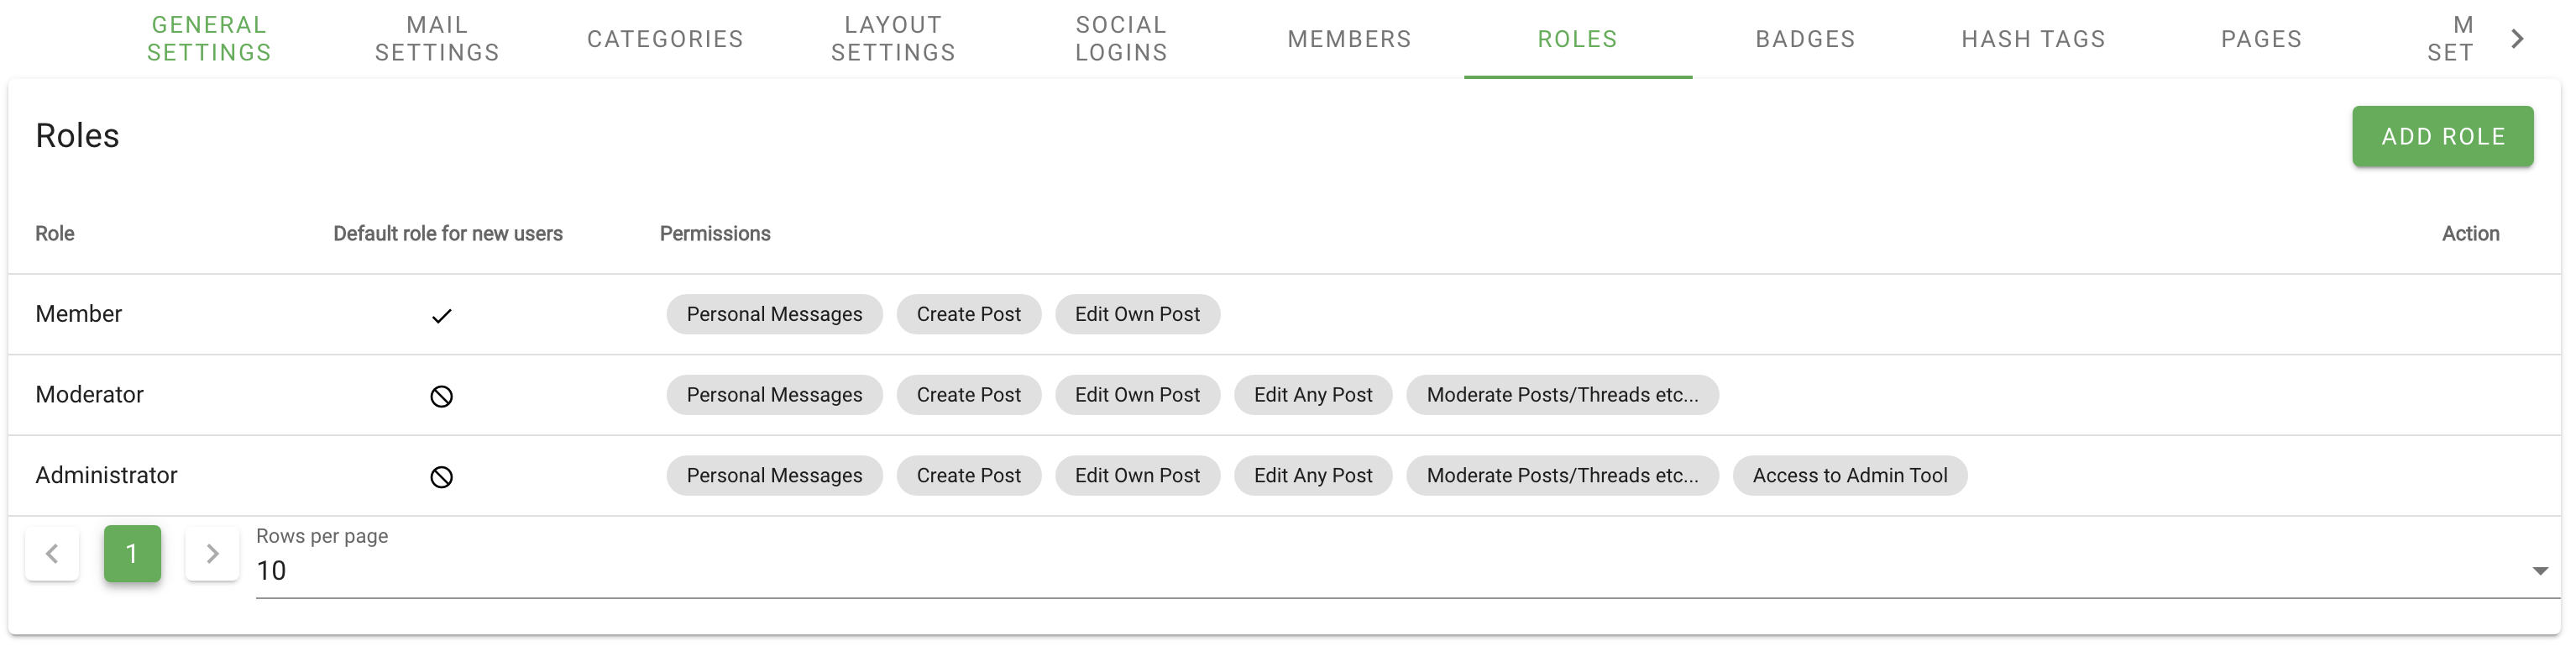 GENERAL SETTINGS
MAIL SETTINGS
CATEGORIES
LAYOUT SETTINGS
SOCIAL LOGINS
MEMBERS
ROLES
BADGES
HASH TAGS
PAGES
M
SET
Roles
ADD ROLE
Role Default role for new users Permissions Action
Member Personal Messages Create Post Edit Own Post
Moderator Personal Messages Create Post Edit Own Post Edit Any Post Moderate Posts/Threads etc...
Administrator Personal Messages Create Post Edit Own Post Edit Any Post Moderate Posts/Threads etc... Access to Admin Tool
1
Rows per page
10